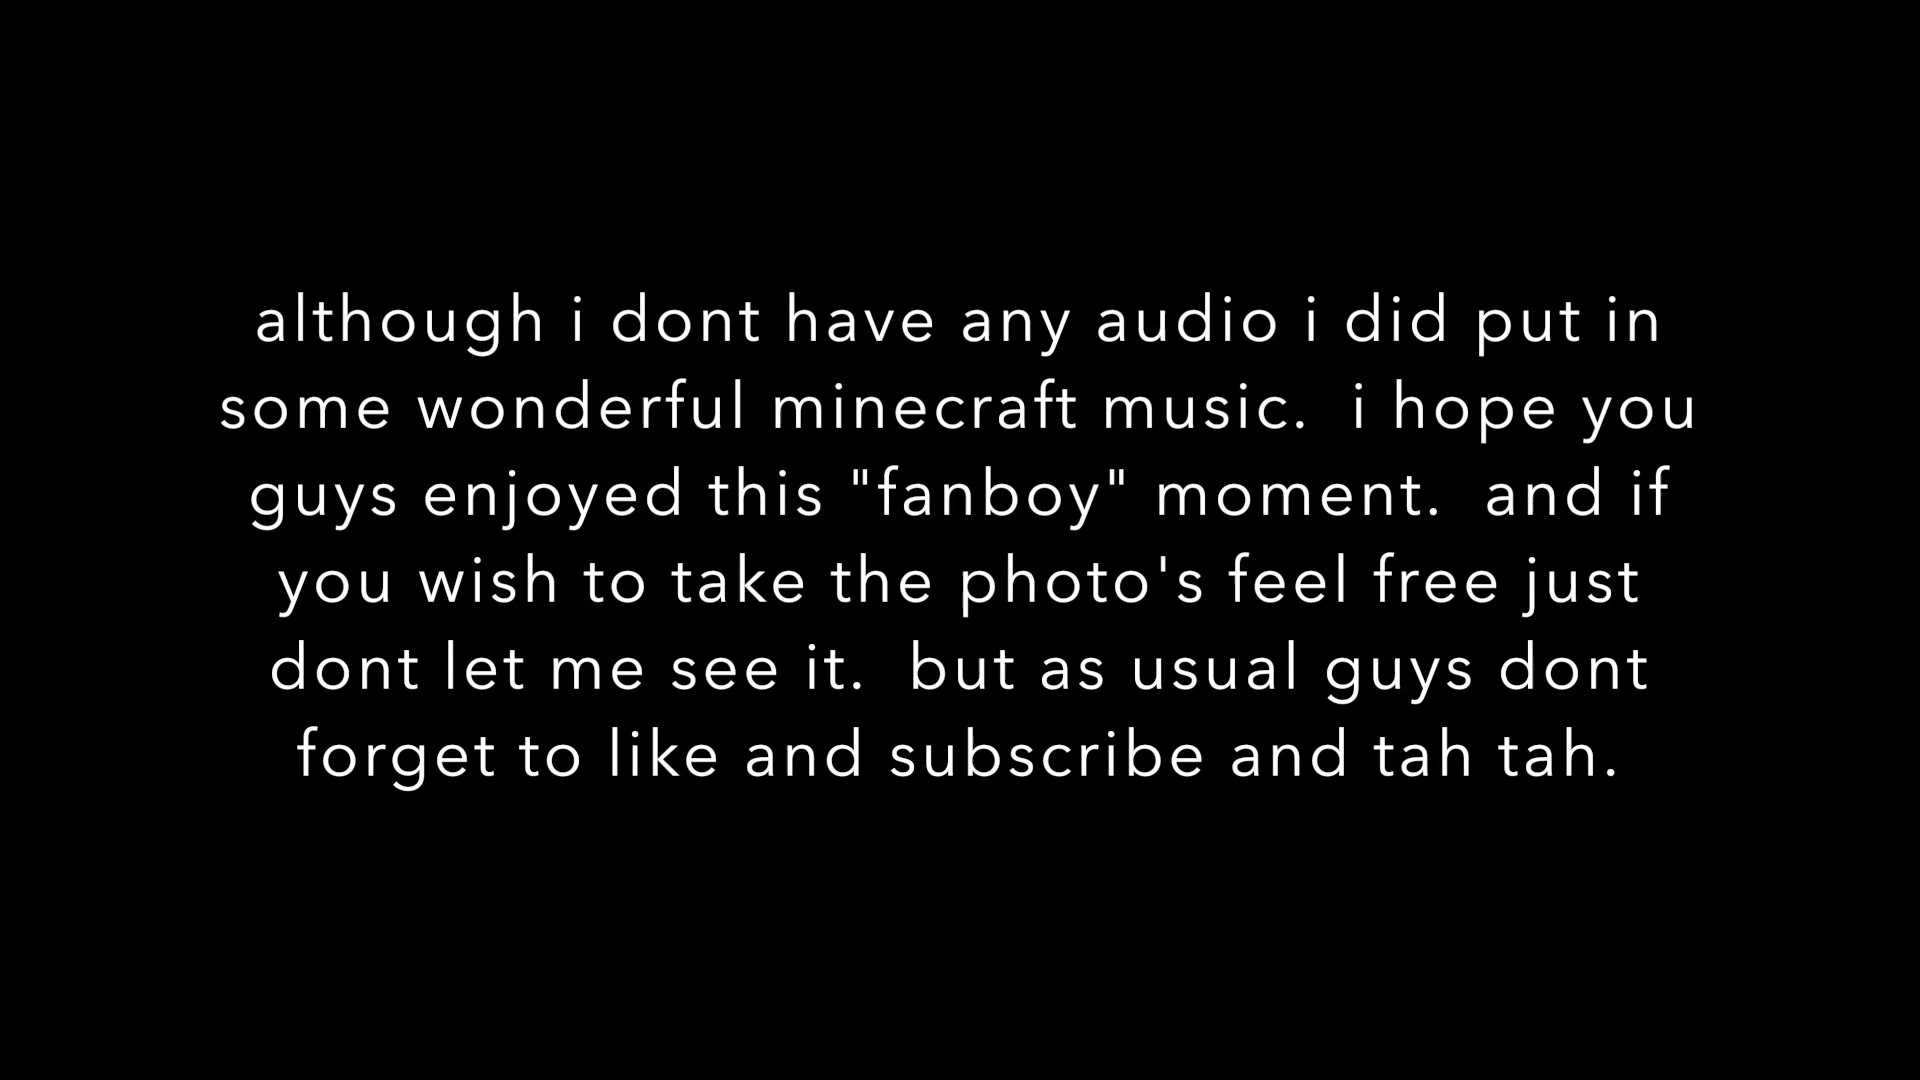 although i dont have any audio i did put in
some wonderful minecraft music.  i hope you
guys enjoyed this "fanboy" moment.  and if
you wish to take the photo's feel free just
dont let me see it.  but as usual guys dont
forget to like and subscribe and tah tah.